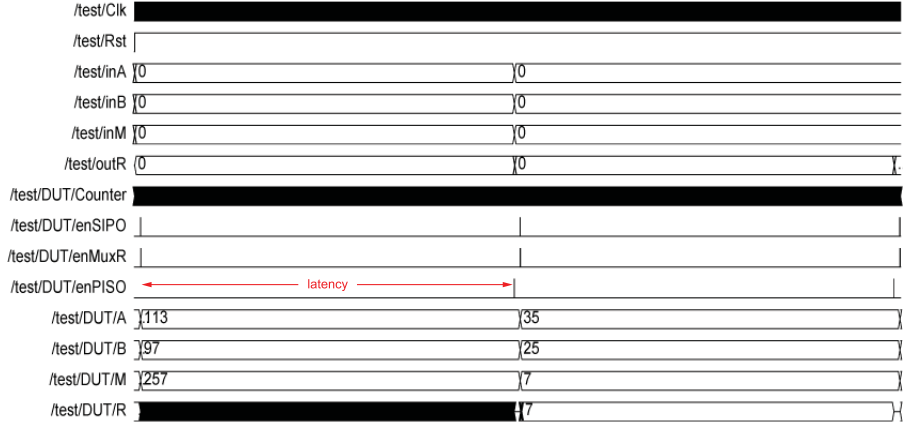 /test/Clk
/test/Rst
/test/inA 0 0
/test/inB 0 0
/test/inM 0 0
/test/outR 0 0 .
/test/DUT/Counter
/test/DUT/enSIPO
/test/DUT/enMuxR
/test/DUT/enPISO latency
/test/DUT/A 113 35
/test/DUT/B 97 25
/test/DUT/M 257 7
/test/DUT/R 7